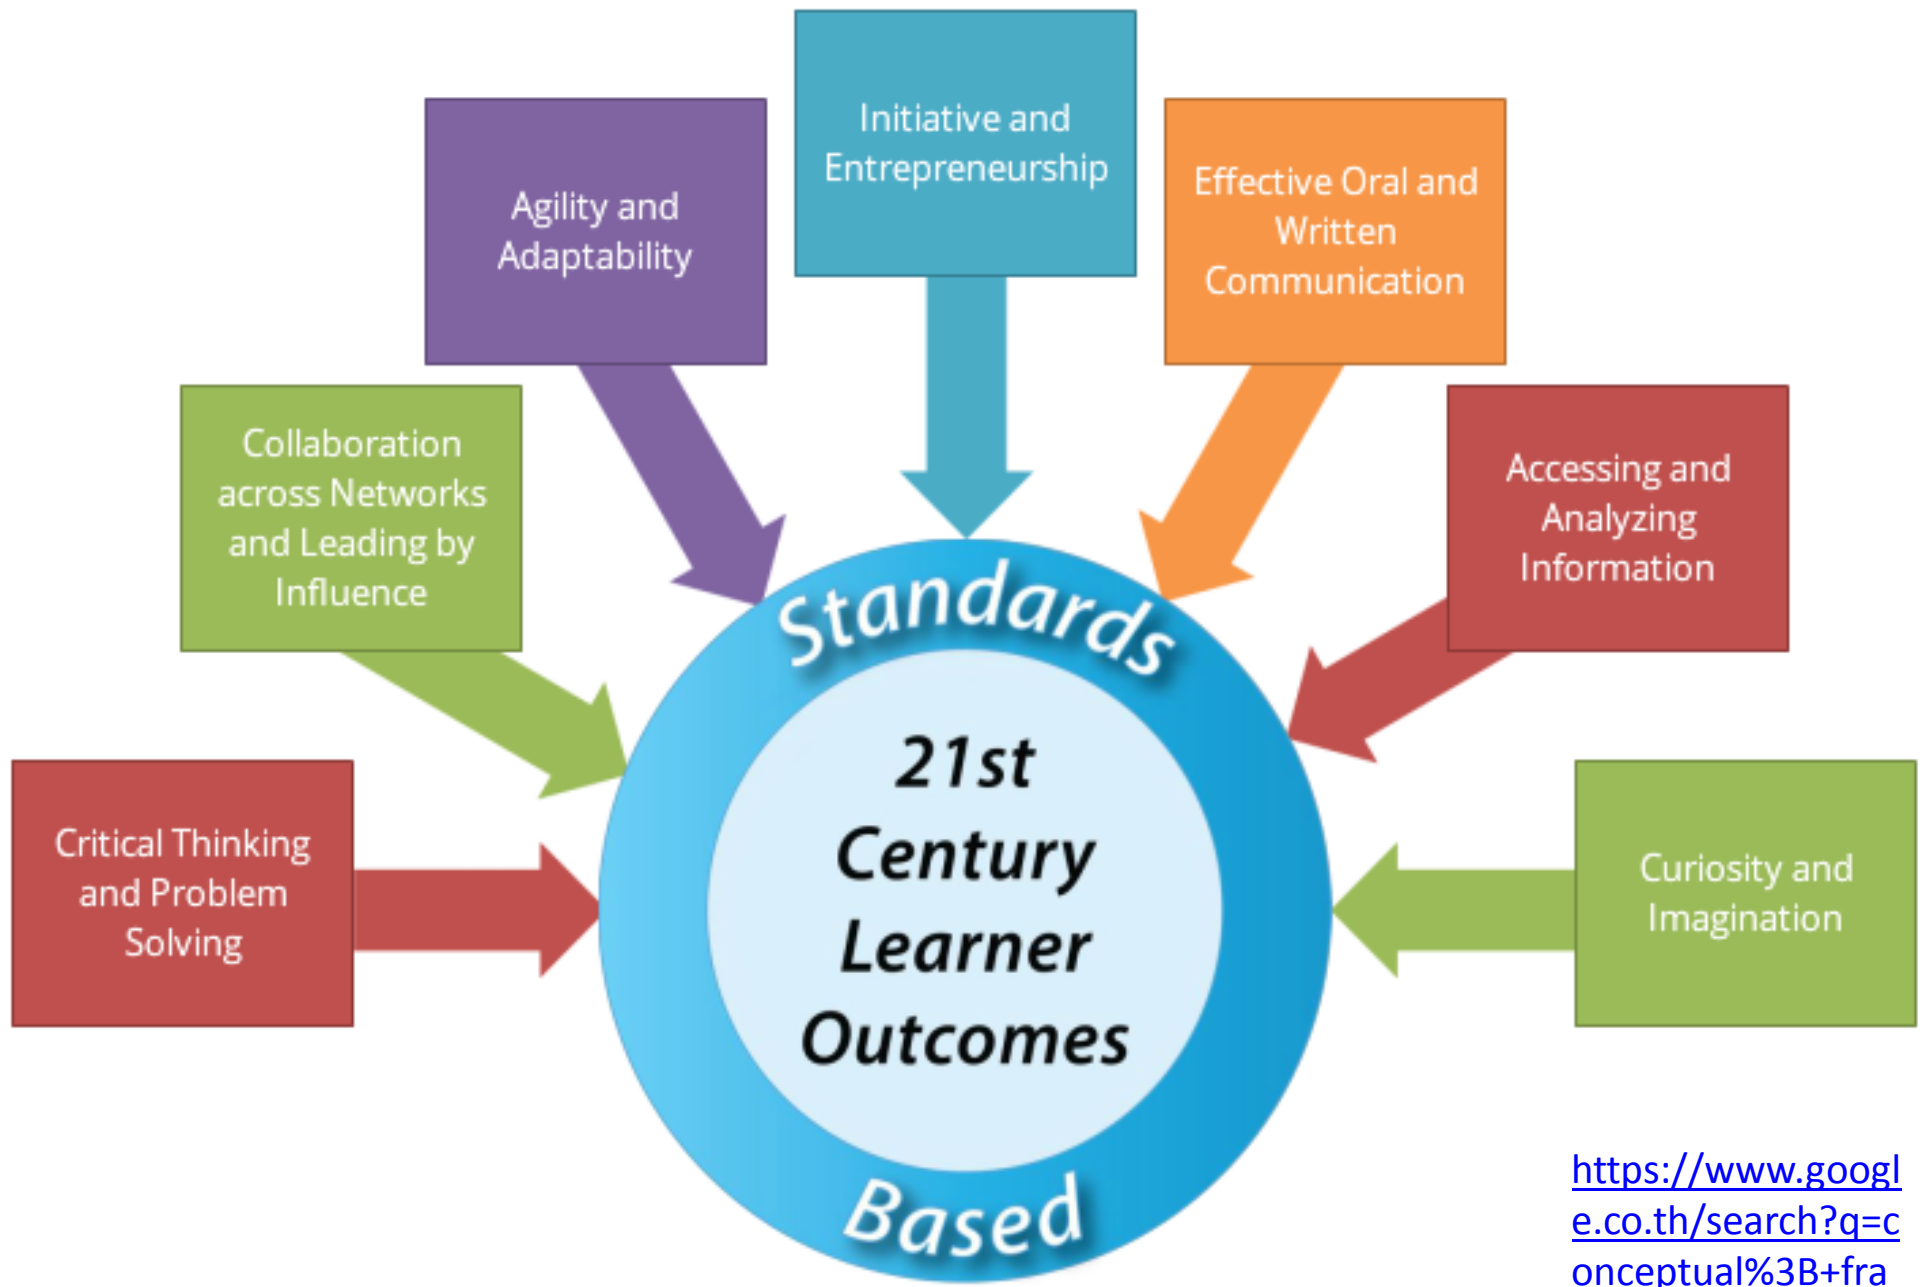 Initiative and
Entrepreneurship
Agility and
Adaptability
Effective Oral and
Written
Communication
Collaboration
across Networks
and Leading by
Influence
Accessing and
Analyzing
Information
Critical Thinking
and Problem
Solving
Curiosity and
Imagination
Standards
21st
Century
Learner
Outcomes
Based
https://www.googl
e.co.th/search?q=c
onceptual%3B+fra